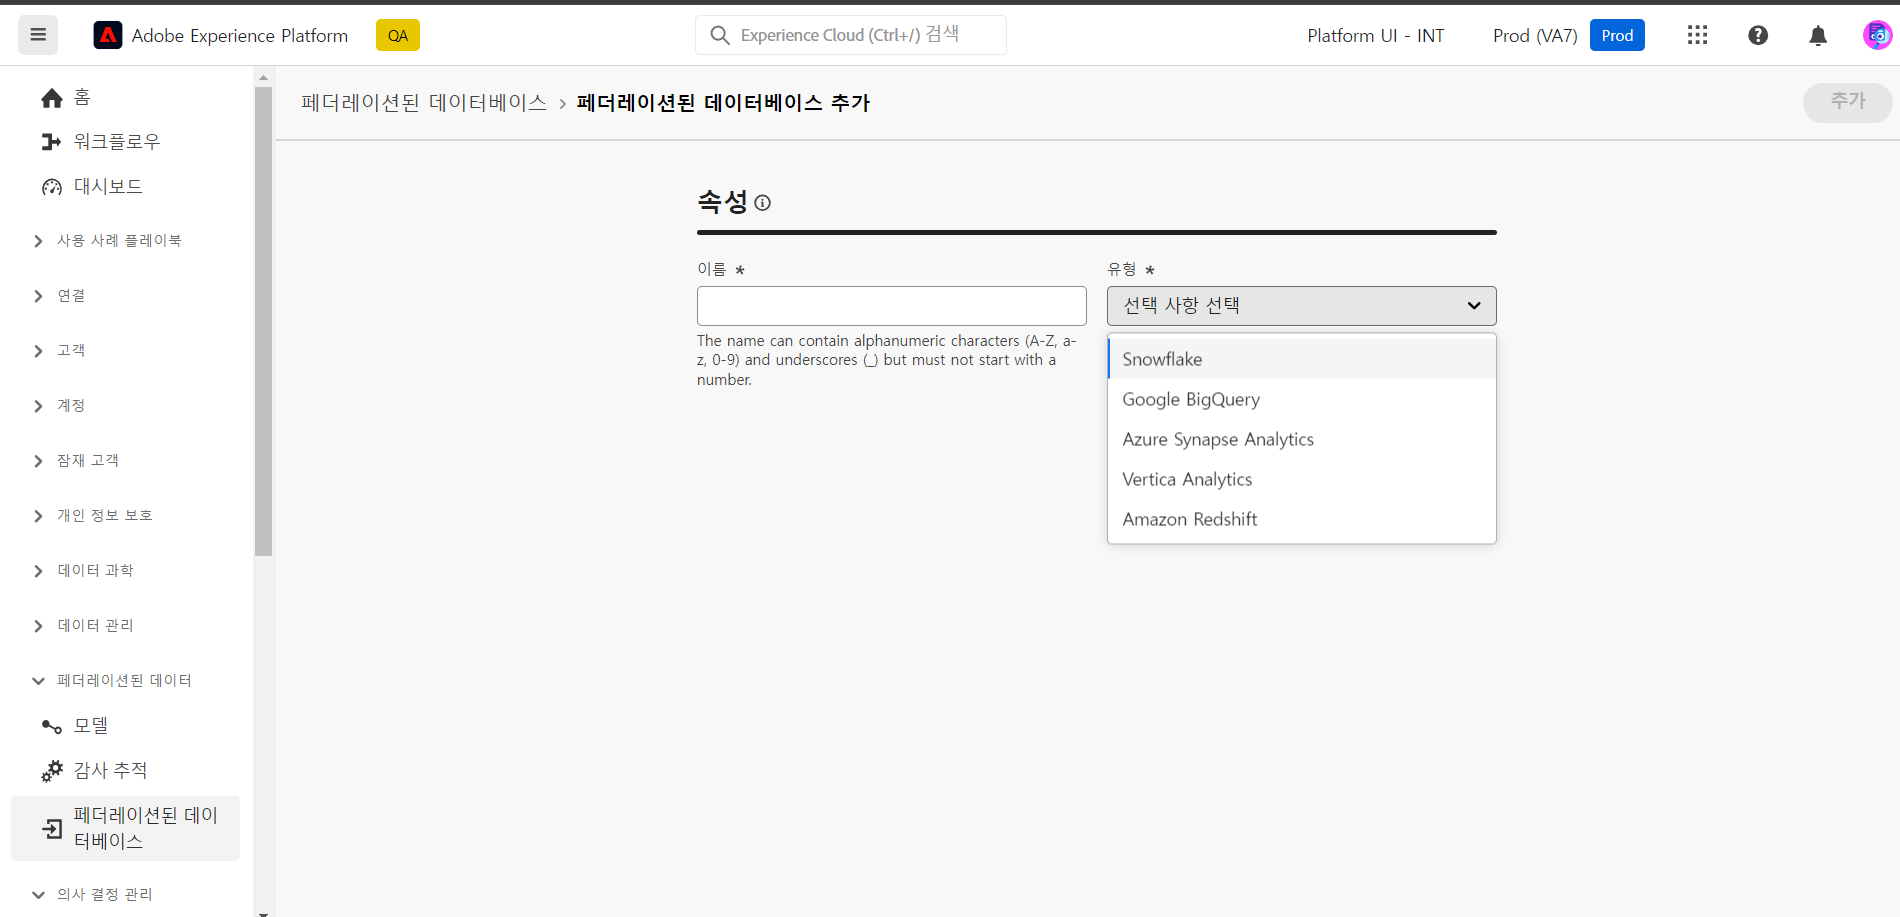 Adobe Experience Platform
QA
Experience Cloud (Ctrl+/) 검색
Platform UI - INT
Prod (VA7)
Prod
홈
워크플로우
대시보드
사용 사례 플레이북
연결
고객
계정
잠재 고객
개인 정보 보호
데이터 과학
데이터 관리
페더레이션된 데이터
모델
감사 추적
페더레이션된 데이
터베이스
의사 결정 관리
페더레이션된 데이터베이스 > 페더레이션된 데이터베이스 추가
추가
속성
이름 *
The name can contain alphanumeric characters (A-Z, a-
z, 0-9) and underscores (_) but must not start with a
number.
유형 *
선택 사항 선택
Snowflake
Google BigQuery
Azure Synapse Analytics
Vertica Analytics
Amazon Redshift